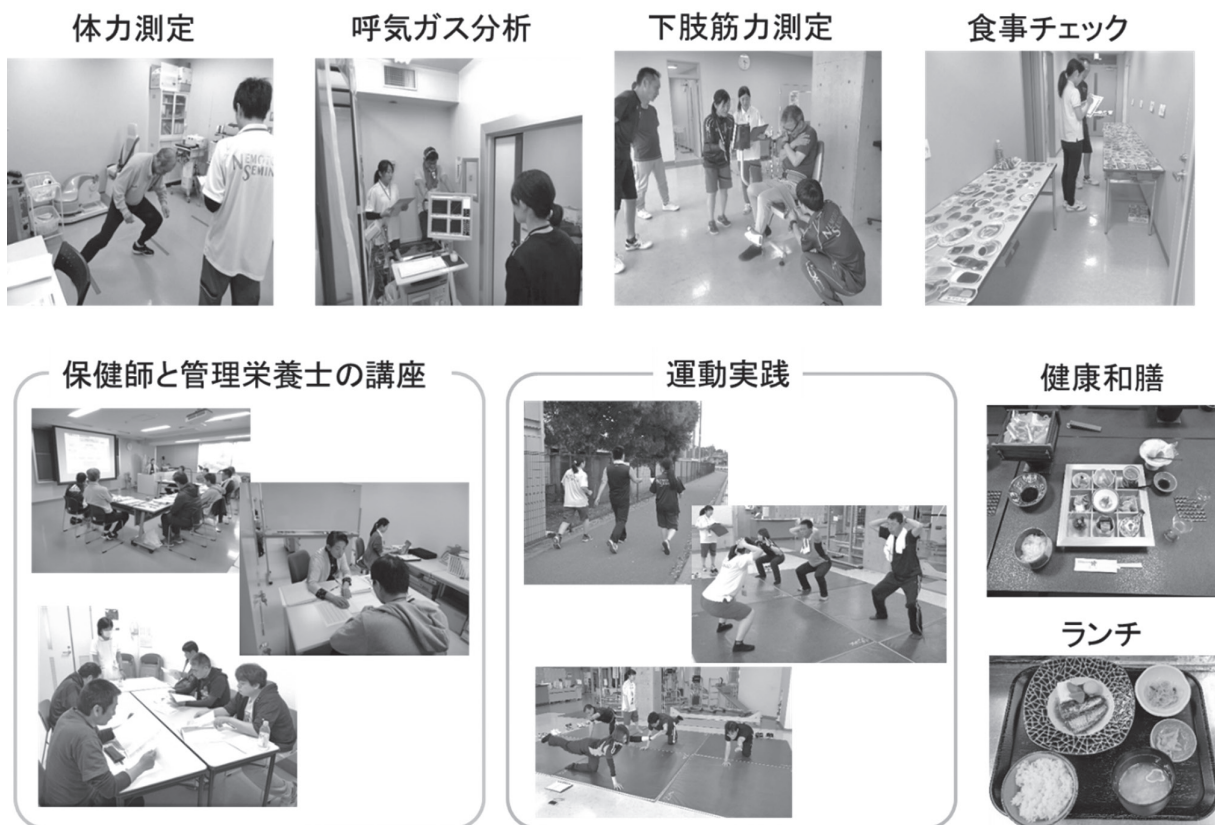 体力測定
呼気ガス分析
下肢筋力測定
食事チェック
NEMOTO
SEMINAR
保健師と管理栄養士の講座
運動実践
健康和膳
ランチ